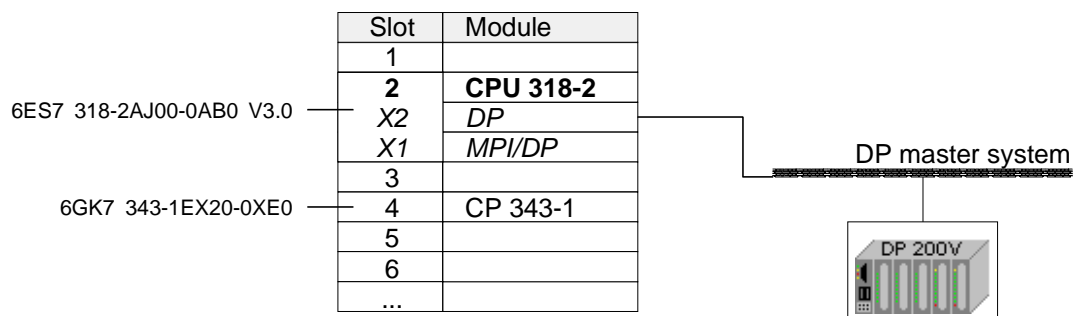 Slot Module
1
2 CPU 318-2
6ES7 318-2AJ00-0AB0 V3.0 X2 DP
X1 MPI/DP
DP master system
3
6GK7 343-1EX20-0XE0 4 CP 343-1
5
6
DP 200V
...